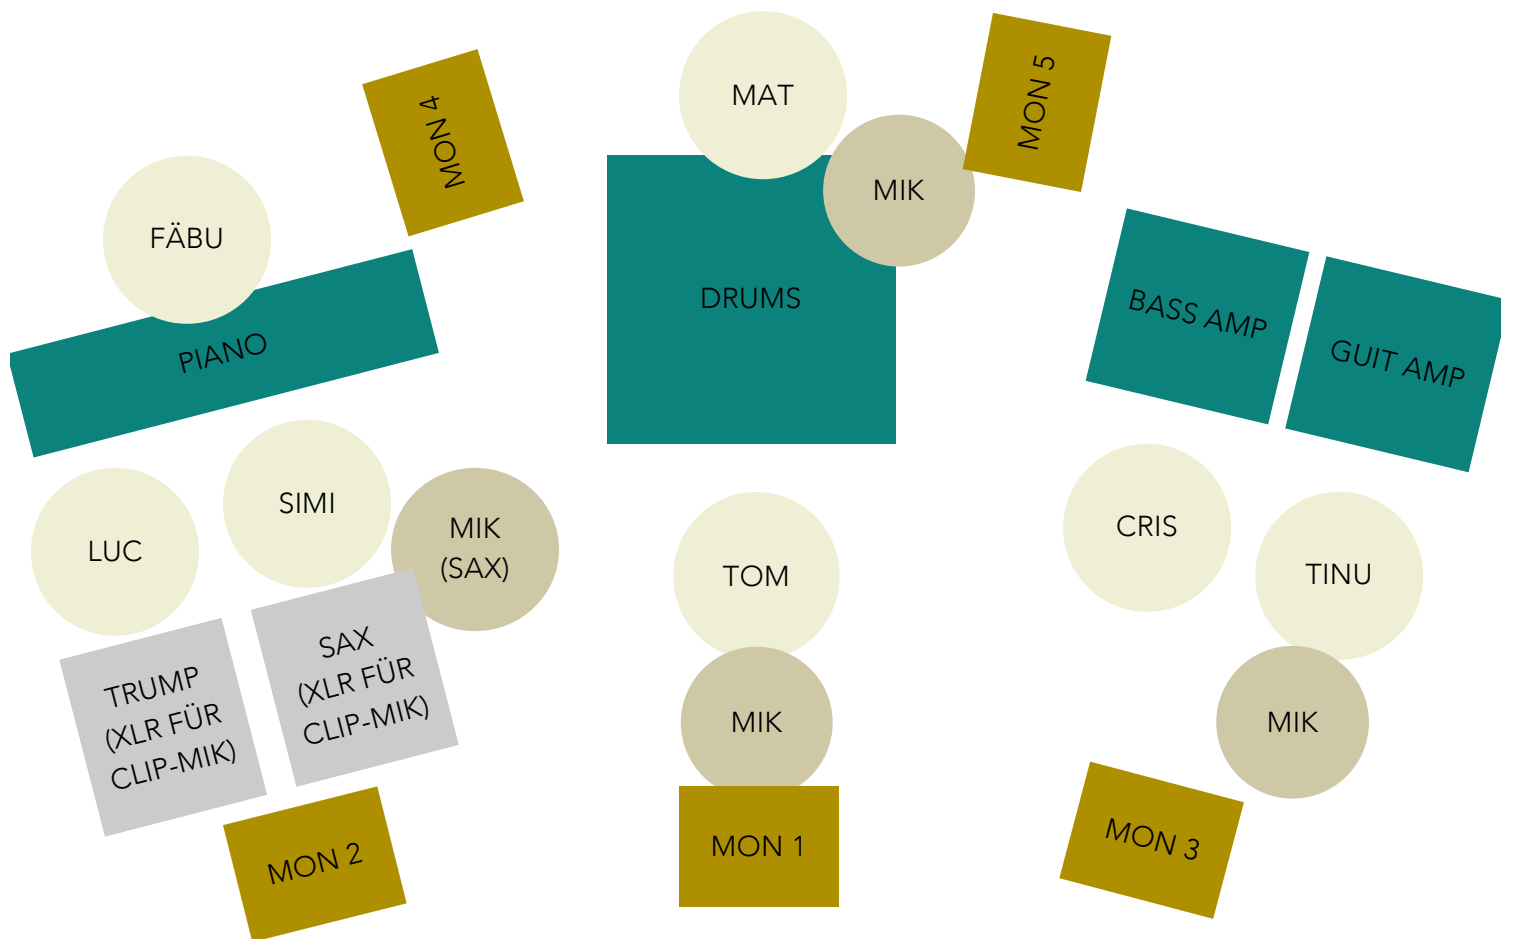 MAT
MON 5
MON 4
MIK
FÄBU
DRUMS
BASS AMP
PIANO
GUIT AMP
SIMI
MIK
(SAX)
CRIS
LUC
TOM
TINU
SAX
(XLR FÜR
CLIP-MIK)
TRUMP
(XLR FÜR
CLIP-MIK)
MIK
MIK
MON 2
MON 1
MON 3